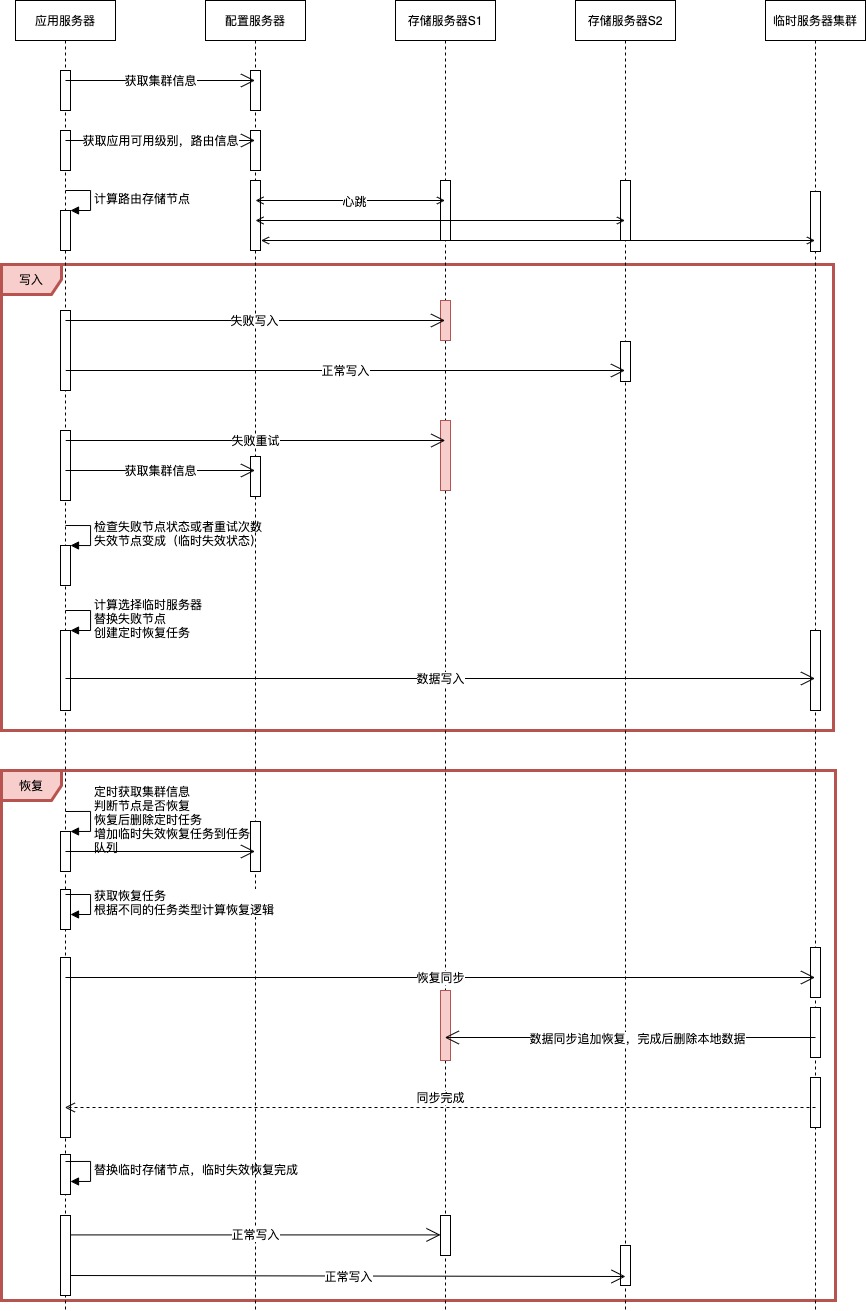 应用服务器
配置服务器
存储服务器S1
存储服务器S2
临时服务器集群
获取集群信息
获取应用可用级别，路由信息
计算路由存储节点
心跳
写入
失败写入
正常写入
失败重试
获取集群信息
检查失败节点状态或者重试次数
失效节点变成（临时失效状态）
计算选择临时服务器
替换失败节点
创建定时恢复任务
数据写入
恢复
定时获取集群信息
判断节点是否恢复
恢复后删除定时任务
增加临时失效恢复任务到任务
队列
获取恢复任务
根据不同的任务类型计算恢复逻辑
恢复同步
数据同步追加恢复，完成后删除本地数据
同步完成
替换临时存储节点，临时失效恢复完成
正常写入
正常写入